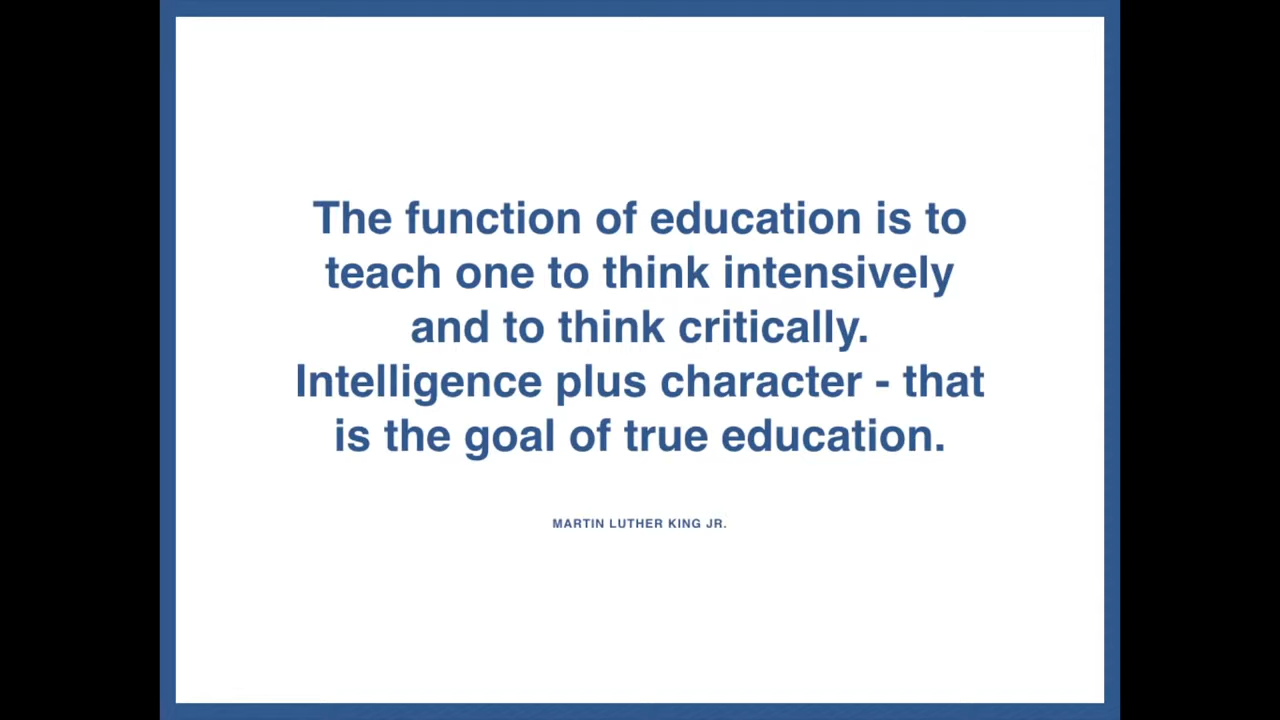 The function of education is to
teach one to think intensively
and to think critically.
Intelligence plus character - that
is the goal of true education.
MARTIN LUTHER KING JR.